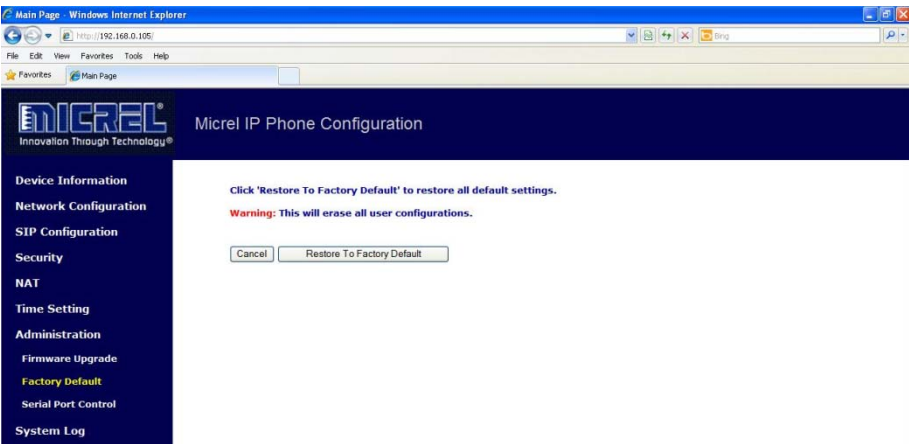 Main Page - Windows Internet Explorer
http://192.168.0.105/
Bing
File Edit View Favorites Tools Help
Favorites Main Page
MICREL®
Innovation Through Technology®
Micrel IP Phone Configuration
Device Information
Network Configuration
SIP Configuration
Security
NAT
Time Setting
Administration
Firmware Upgrade
Factory Default
Serial Port Control
System Log
Click 'Restore To Factory Default' to restore all default settings.
Warning: This will erase all user configurations.
Cancel Restore To Factory Default